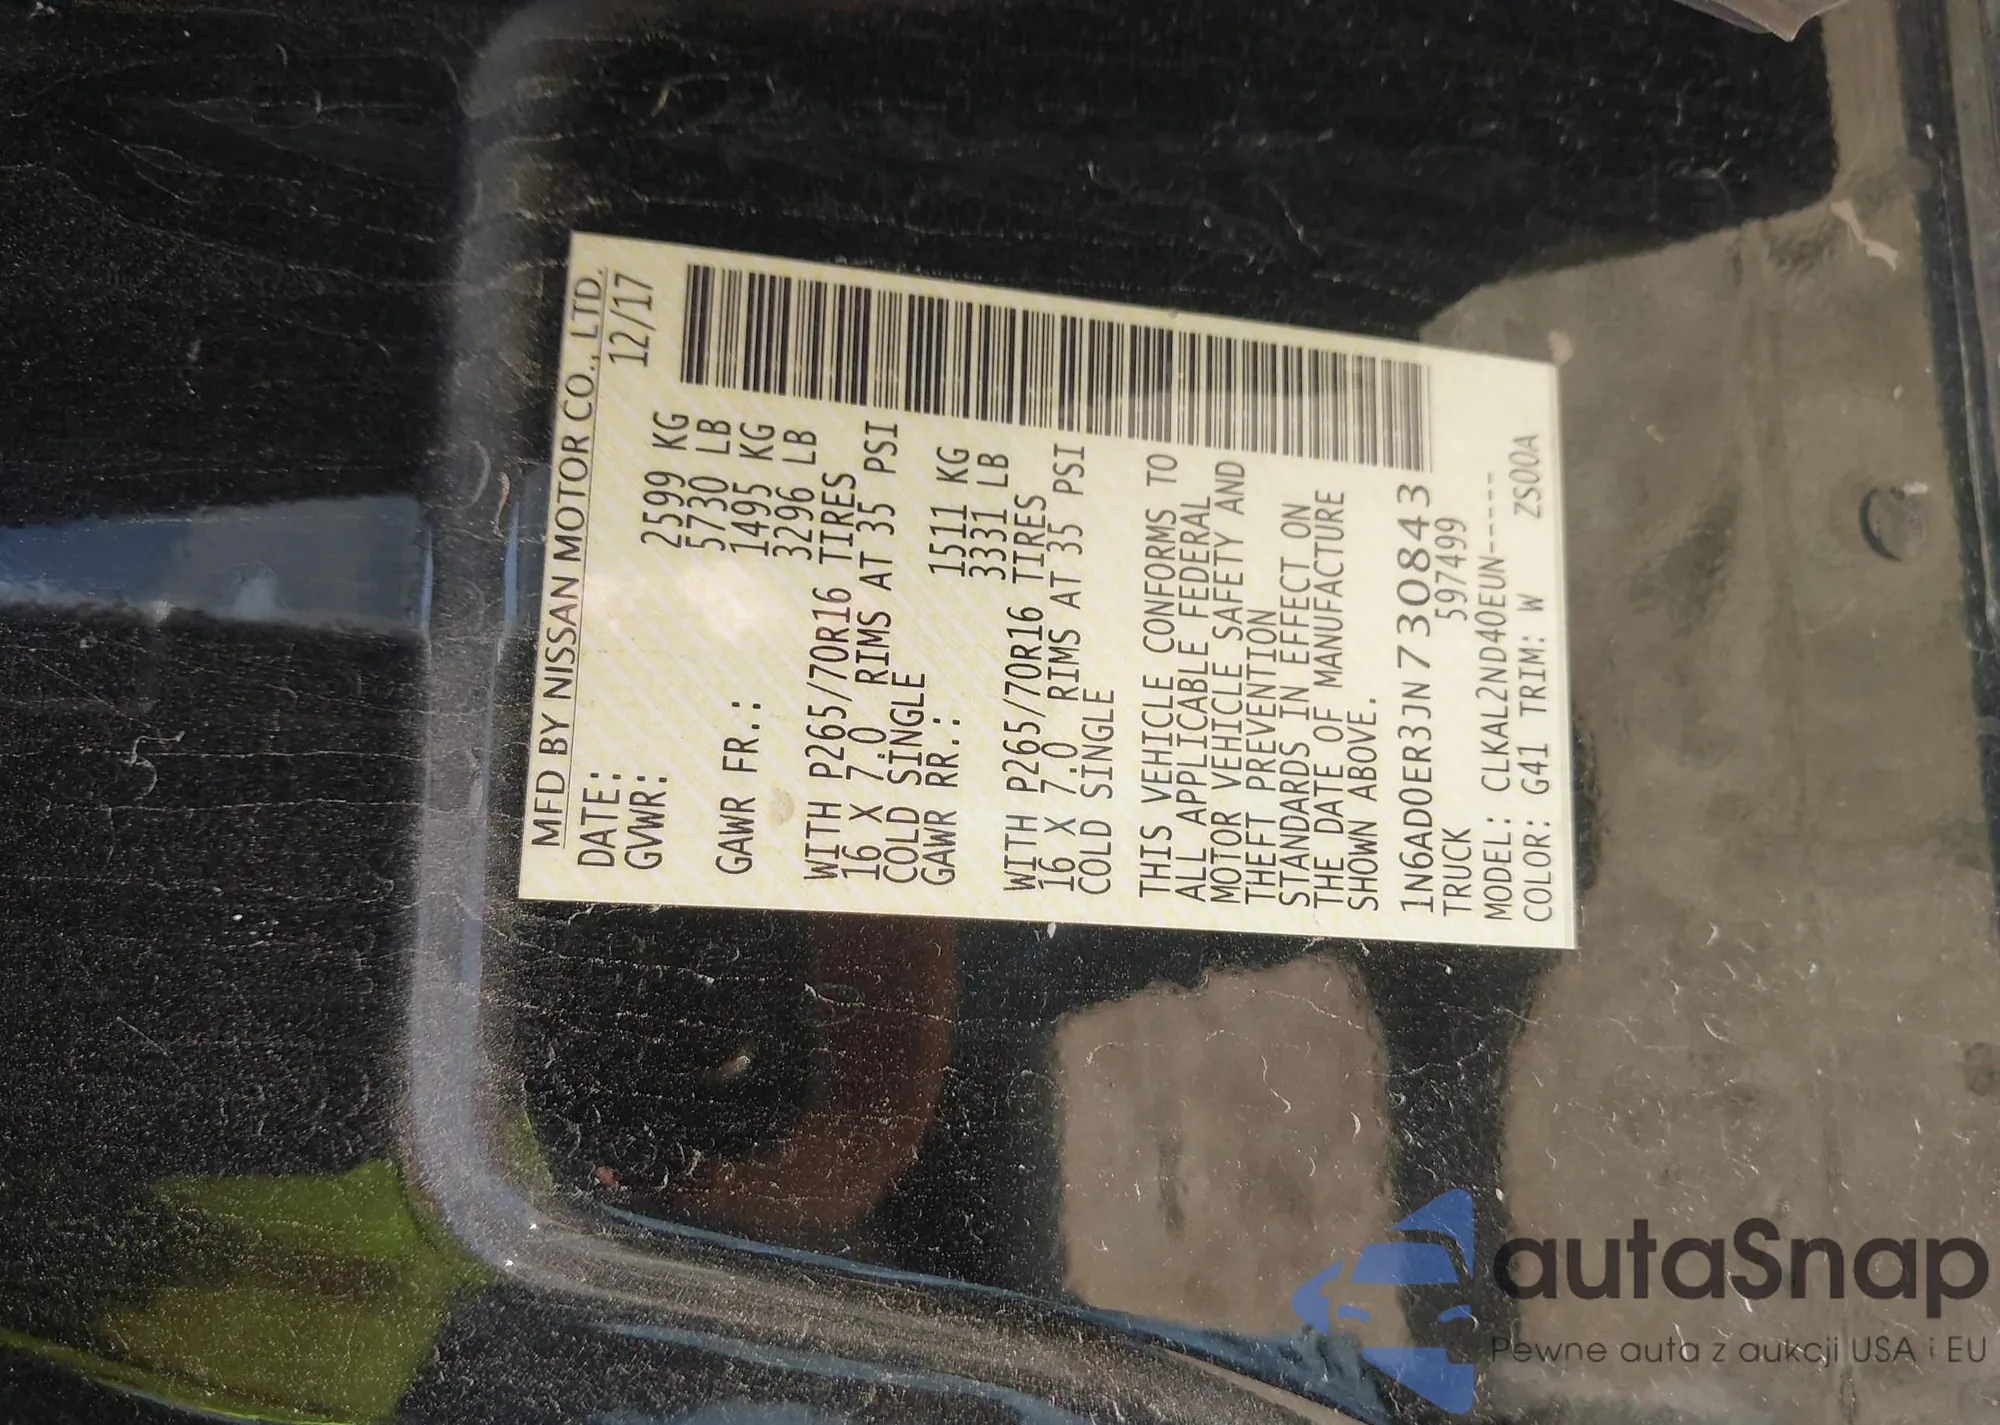 MFD BY NISSAN MOTOR CO., LTD.
DATE: 12/17
GVWR: 2599 KG
5730 LB
GAWR FR.: 1495 KG
3296 LB
WITH P265/70R16 TIRES
16 X 7.0 RIMS AT 35 PSI
COLD SINGLE
GAWR RR.: 1511 KG
3331 LB
WITH P265/70R16 TIRES
16 X 7.0 RIMS AT 35 PSI
COLD SINGLE
THIS VEHICLE CONFORMS TO
ALL APPLICABLE FEDERAL
MOTOR VEHICLE SAFETY AND
THEFT PREVENTION
STANDARDS IN EFFECT ON
THE DATE OF MANUFACTURE
SHOWN ABOVE.
1N6AD0ER3JN730843
TRUCK 597499
MODEL: CLKAL2ND40EUN-----
COLOR: G41 TRIM: W ZS00A
autaSnap
Pewne auta z aukcji USA i EU